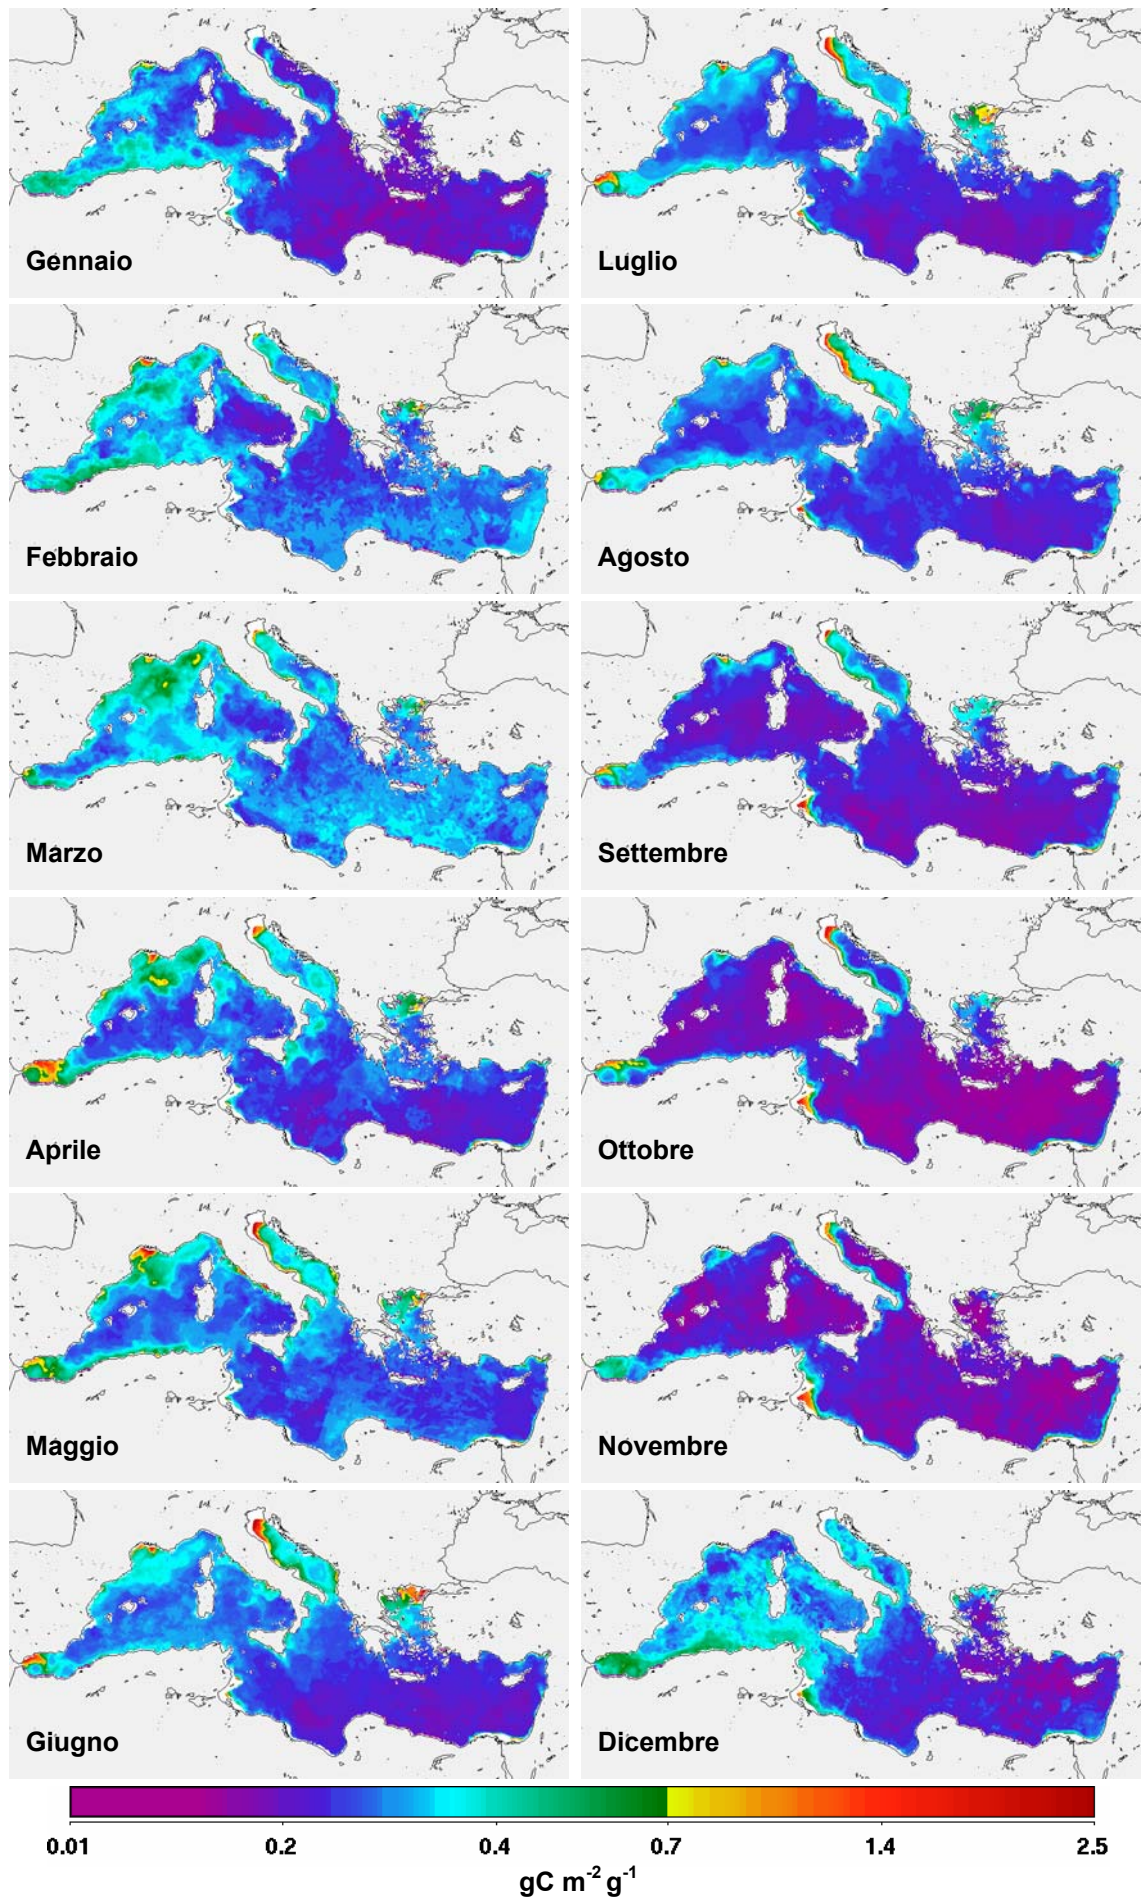 Gennaio
Luglio
Febbraio
Agosto
Marzo
Settembre
Aprile
Ottobre
Maggio
Novembre
Giugno
Dicembre
0.01 0.2 0.4 0.7 1.4 2.5
gC m⁻² g⁻¹